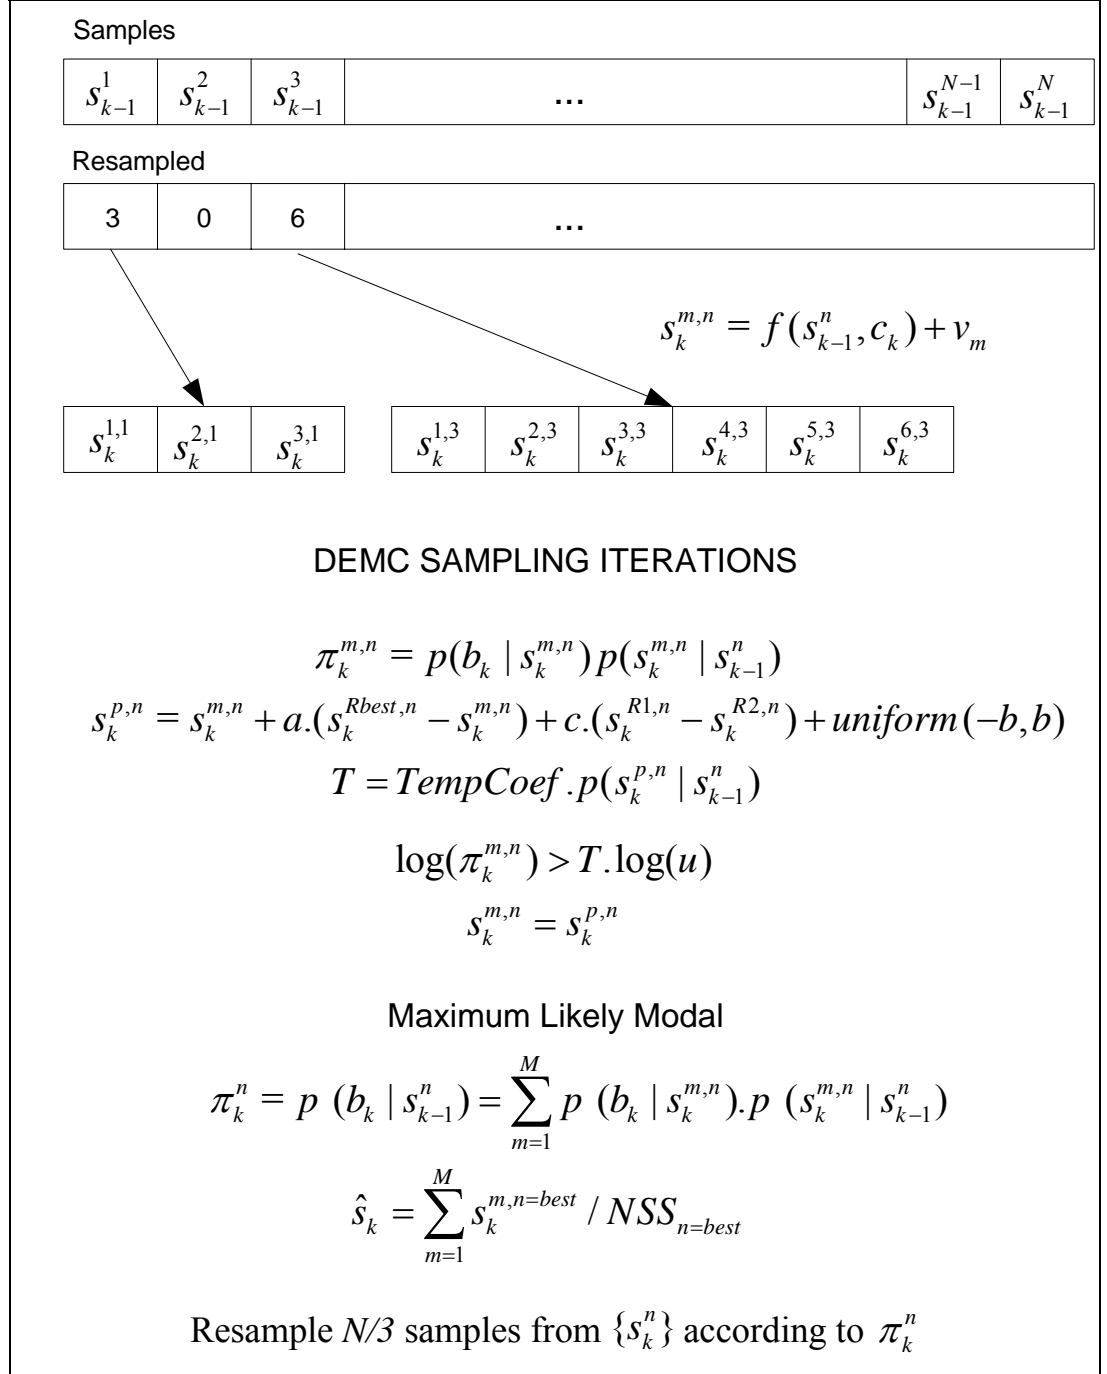 Samples
s_{k-1}^{1} s_{k-1}^{2} s_{k-1}^{3} ... s_{k-1}^{N-1} s_{k-1}^{N}
Resampled
3 0 6 ...
s_k^{m,n} = f(s_{k-1}^{n}, c_k) + v_m
s_k^{1,1} s_k^{2,1} s_k^{3,1} s_k^{1,3} s_k^{2,3} s_k^{3,3} s_k^{4,3} s_k^{5,3} s_k^{6,3}
DEMC SAMPLING ITERATIONS
π_k^{m,n} = p(b_k | s_k^{m,n}) p(s_k^{m,n} | s_{k-1}^{n})
s_k^{p,n} = s_k^{m,n} + a.(s_k^{Rbest,n} − s_k^{m,n}) + c.(s_k^{R1,n} − s_k^{R2,n}) + uniform(−b,b)
T = TempCoef.p(s_k^{p,n} | s_{k-1}^{n})
log(π_k^{m,n}) > T.log(u)
s_k^{m,n} = s_k^{p,n}
Maximum Likely Modal
π_k^{n} = p (b_k | s_{k-1}^{n}) = ∑_{m=1}^{M} p (b_k | s_k^{m,n}).p (s_k^{m,n} | s_{k-1}^{n})
ŝ_k = ∑_{m=1}^{M} s_k^{m,n=best} / NSS_{n=best}
Resample N/3 samples from {s_k^{n}} according to π_k^{n}